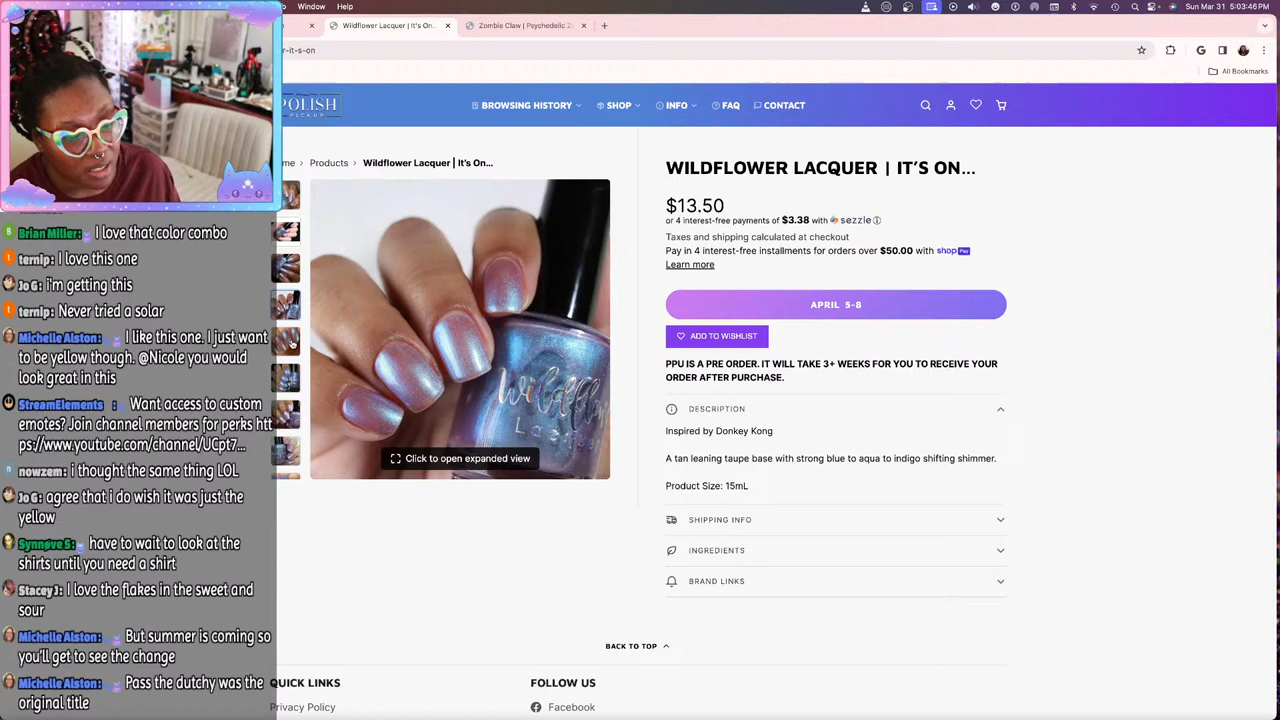 Window
Help
Sun Mar 31 5:03:46 PM
Wildflower Lacquer | It's On...
Zombie Claw | Psychedelic Z
r-it-s-on
All Bookmarks
POLISH
PICKUP
BROWSING HISTORY
SHOP
INFO
FAQ
CONTACT
Products
Wildflower Lacquer | It's On...
WILDFLOWER LACQUER | IT'S ON...
$13.50
or 4 interest-free payments of $3.38 with sezzle
Taxes and shipping calculated at checkout
Pay in 4 interest-free installments for orders over $50.00 with shop Pay
Learn more
APRIL 5-8
ADD TO WISHLIST
PPU IS A PRE ORDER. IT WILL TAKE 3+ WEEKS FOR YOU TO RECEIVE YOUR
ORDER AFTER PURCHASE.
DESCRIPTION
Inspired by Donkey Kong
A tan leaning taupe base with strong blue to aqua to indigo shifting shimmer.
Product Size: 15mL
SHIPPING INFO
INGREDIENTS
BRAND LINKS
Click to open expanded view
BACK TO TOP
QUICK LINKS
FOLLOW US
Privacy Policy
Facebook
Brian Miller: I love that color combo
ternip: I love this one
Jo G: i'm getting this
ternip: Never tried a solar
Michelle Alston: I like this one. I just want
to be yellow though. @Nicole you would
look great in this
StreamElements : Want access to custom
emotes? Join channel members for perks htt
ps://www.youtube.com/channel/UCpt7...
nowzem: i thought the same thing LOL
Jo G: agree that i do wish it was just the
yellow
Synnøve S: have to wait to look at the
shirts until you need a shirt
Stacey J: I love the flakes in the sweet and
sour
Michelle Alston: But summer is coming so
you'll get to see the change
Michelle Alston: Pass the dutchy was the
original title